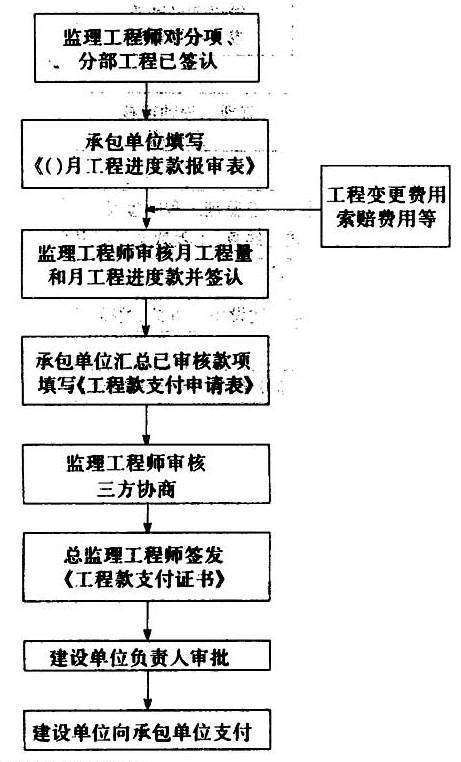 监理工程师对分项、
分部工程已签认
承包单位填写
《()月工程进度款报审表》
工程变更费用
索赔费用等
监理工程师审核月工程量
和月工程进度款并签认
承包单位汇总已审核款项
填写《工程款支付申请表》
监理工程师审核
三方协商
总监理工程师签发
《工程款支付证书》
建设单位负责人审批
建设单位向承包单位支付